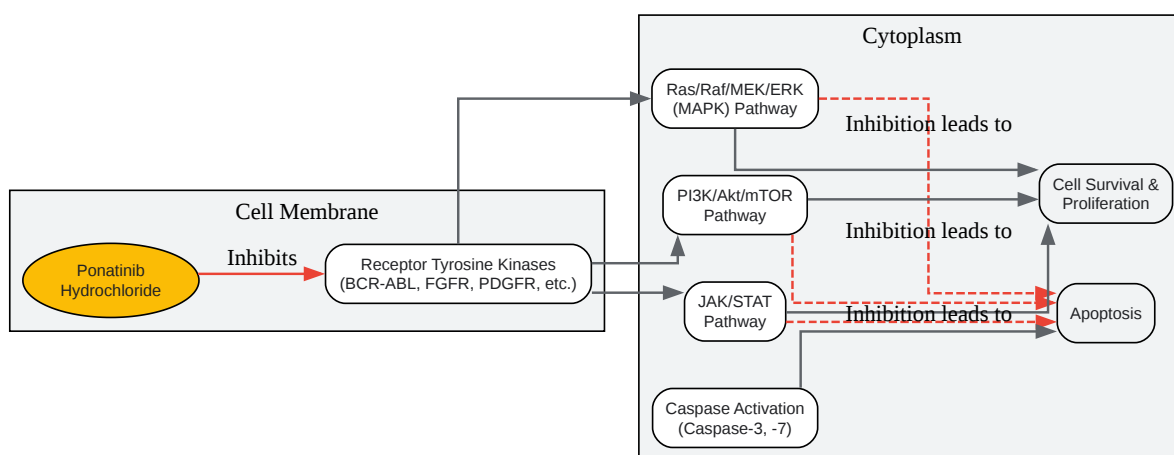 Cytoplasm
Ras/Raf/MEK/ERK
(MAPK) Pathway
Inhibition leads to
PI3K/Akt/mTOR
Pathway
Cell Survival &
Proliferation
Cell Membrane
Inhibition leads to
Inhibits
Ponatinib
Hydrochloride
Receptor Tyrosine Kinases
(BCR-ABL, FGFR, PDGFR, etc.)
JAK/STAT
Pathway
Inhibition leads to
Apoptosis
Caspase Activation
(Caspase-3, -7)